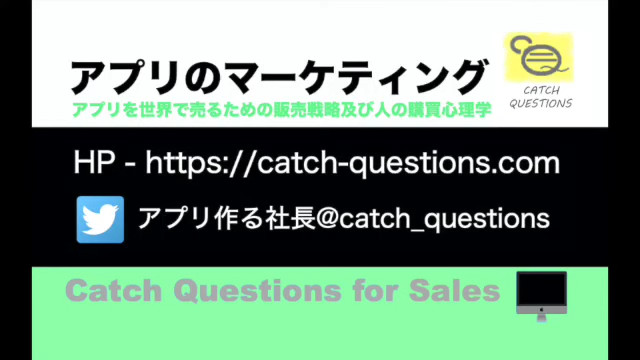 アプリのマーケティング
アプリを世界で売るための販売戦略及び人の購買心理学
CATCH
QUESTIONS
HP - https://catch-questions.com
アプリ作る社長@catch_questions
Catch Questions for Sales